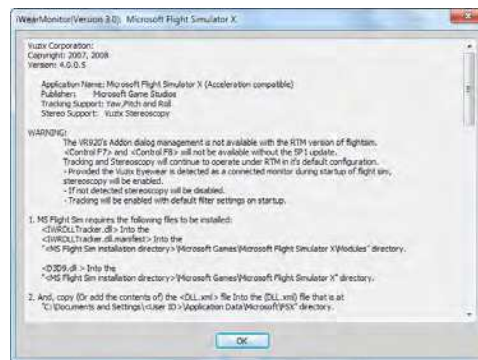 iWearMonitor(Version 3.0): Microsoft Flight Simulator X
Vuzix Corporation:
Copyright: 2007, 2008
Version: 4.0.0.5
Application Name: Microsoft Flight Simulator X (Acceleration compatible)
Publisher: Microsoft Game Studios
Tracking Support: Yaw,Pitch and Roll
Stereo Support: Vuzix Stereoscopy
WARNING:
The VR920's Addon dialog management is not available with the RTM version of flightsim.
<Control F7> and <Control F8> will not be available without the SP1 update.
Tracking and Stereoscopy will continue to operate under RTM in it's default configuration.
- Provided the Vuzix Eyewear is detected as a connected monitor during startup of flight sim,
stereoscopy will be enabled.
- If not detected stereoscopy will be disabled.
- Tracking will be enabled with default filter settings on startup.
1. MS Flight Sim requires the following files to be installed:
<IWROLLTracker.dll> Into the
<IWROLLTracker.dll.manifest> Into the
"<MS Flight Sim installation directory>\Microsoft Games\Microsoft Flight Simulator X\Modules" directory.
<D3D9.dll > Into the
"<MS Flight Sim installation directory>\Microsoft Games\Microsoft Flight Simulator X" directory.
2. And, copy (Or add the contents of) the <DLL.xml> file Into the (DLL.xml) file that is at
"C:\Documents and Settings\<User ID>\Application Data\Microsoft\FSX" directory.
OK